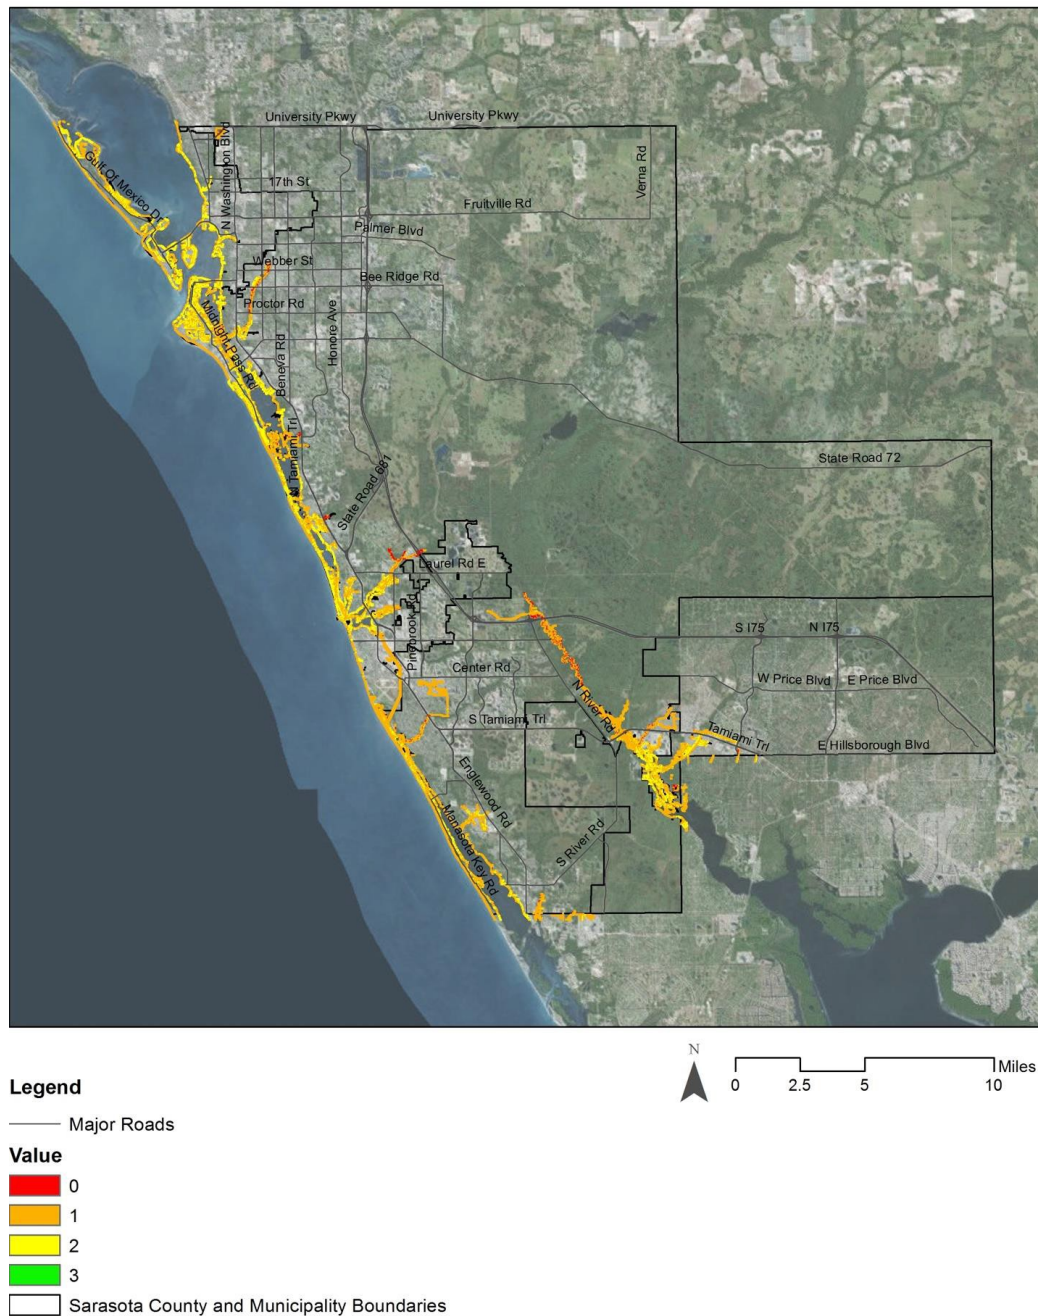 University Pkwy
University Pkwy
N Washington Blvd
Verna Rd
Gulf Of Mexico Dr
17th St
Fruitville Rd
Palmer Blvd
Webber St
Bee Ridge Rd
Proctor Rd
Midnight Pass Rd
Honore Ave
Beneva Rd
N Tamiami Trl
State Road 72
State Road 681
Laurel Rd E
Pinebrook Rd
S I75
N I75
Center Rd
W Price Blvd
E Price Blvd
N River Rd
S Tamiami Trl
Tamiami Trl
E Hillsborough Blvd
Englewood Rd
Manasota Key Rd
S River Rd
N
Miles
0 2.5 5 10
Legend
Major Roads
Value
0
1
2
3
Sarasota County and Municipality Boundaries